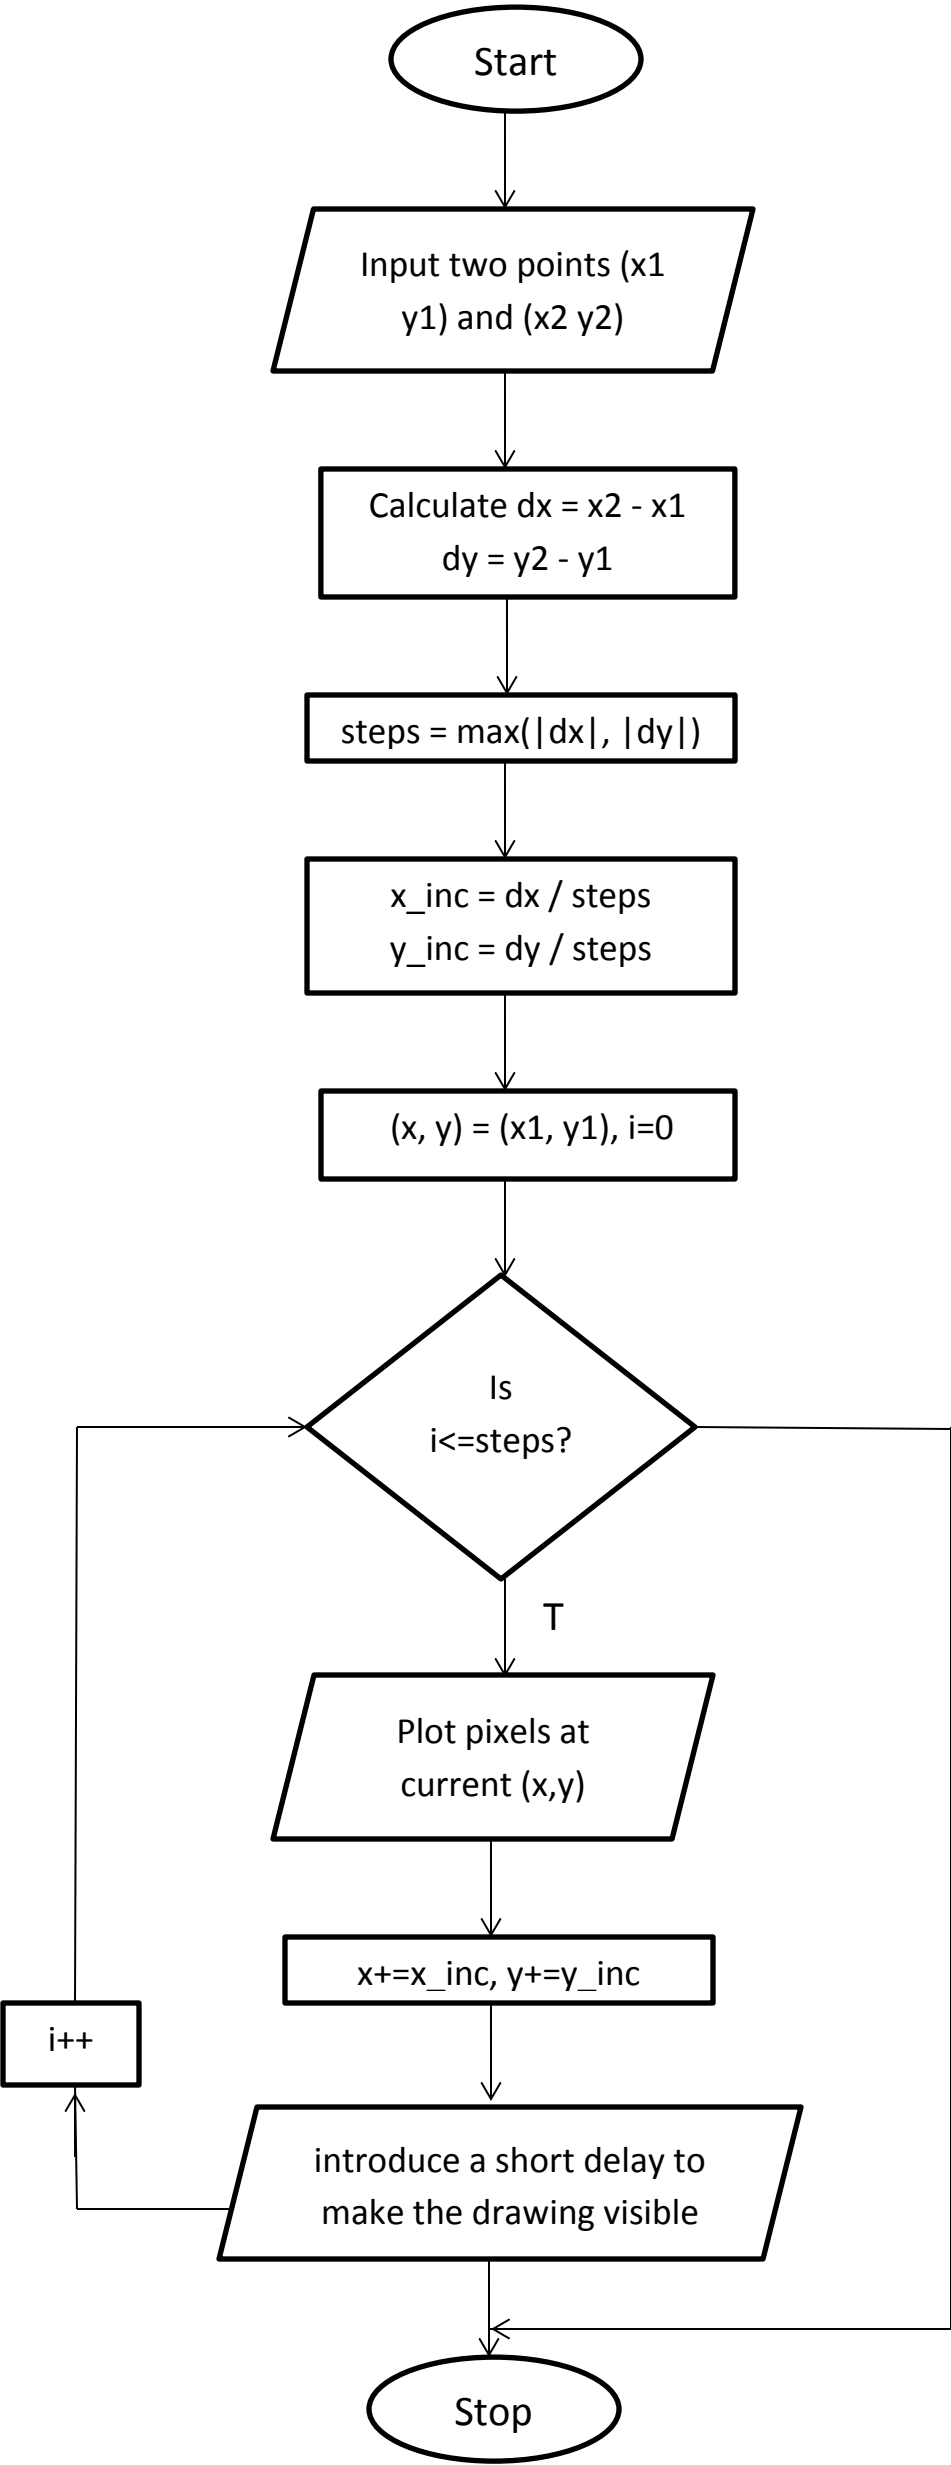 Start
Input two points (x1
y1) and (x2 y2)
Calculate dx = x2 - x1
dy = y2 - y1
steps = max(|dx|, |dy|)
x_inc = dx / steps
y_inc = dy / steps
(x, y) = (x1, y1), i=0
Is
i<=steps?
T
Plot pixels at
current (x,y)
x+=x_inc, y+=y_inc
i++
introduce a short delay to
make the drawing visible
Stop